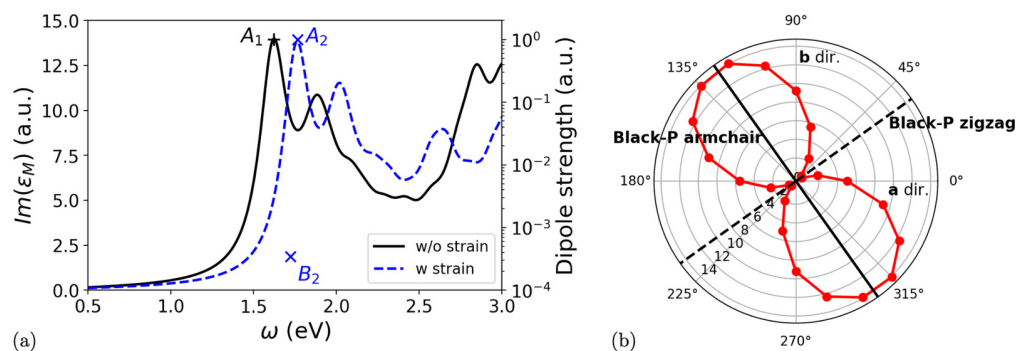 15.0
12.5
10.0
7.5
5.0
2.5
0.0
Im(εM) (a.u.)
A1
A2
B2
w/o strain
w strain
0.5
1.0
1.5
2.0
2.5
3.0
ω (eV)
10⁰
10⁻¹
10⁻²
10⁻³
10⁻⁴
Dipole strength (a.u.)
(a)
90°
135°
b dir.
45°
Black-P armchair
Black-P zigzag
180°
a dir.
0°
4
6
8
10
12
14
225°
315°
270°
(b)